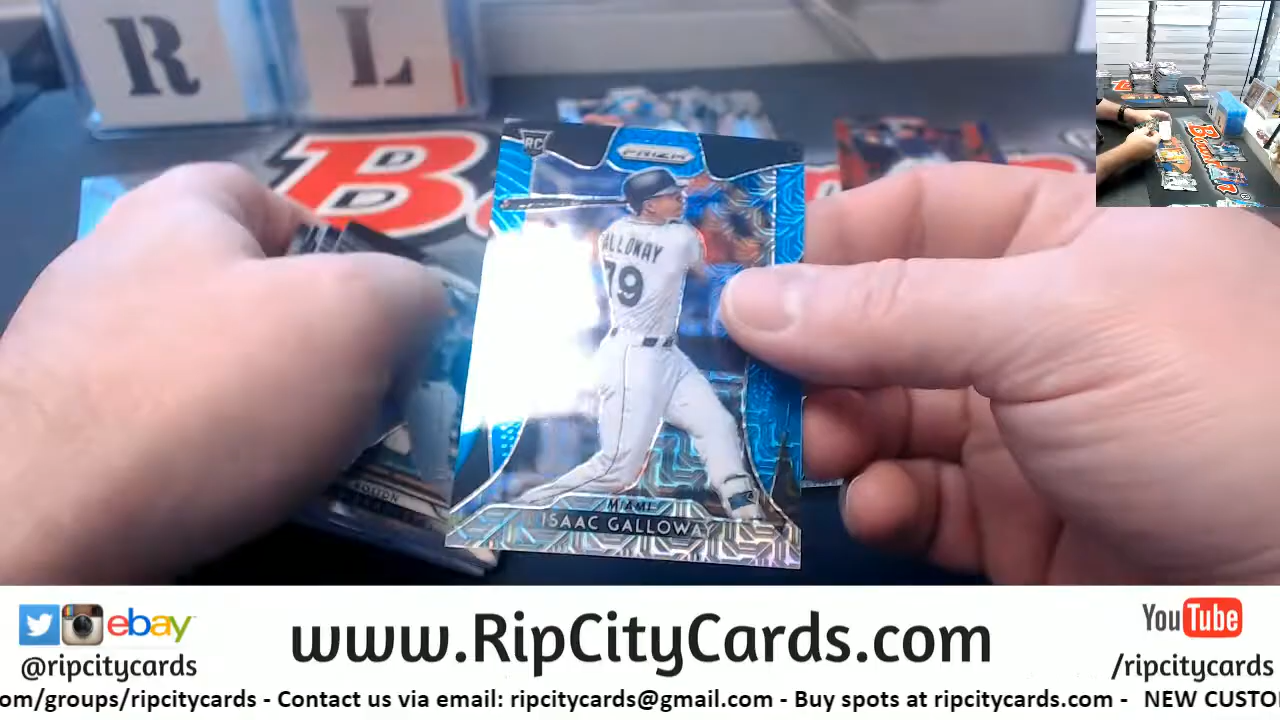 R L
RC
PRIZM
ALLOWAY
79
MIAMI
ISAAC GALLOWAY
ebay
www.RipCityCards.com
YouTube
@ripcitycards
/ripcitycards
om/groups/ripcitycards - Contact us via email: ripcitycards@gmail.com - Buy spots at ripcitycards.com - NEW CUSTO